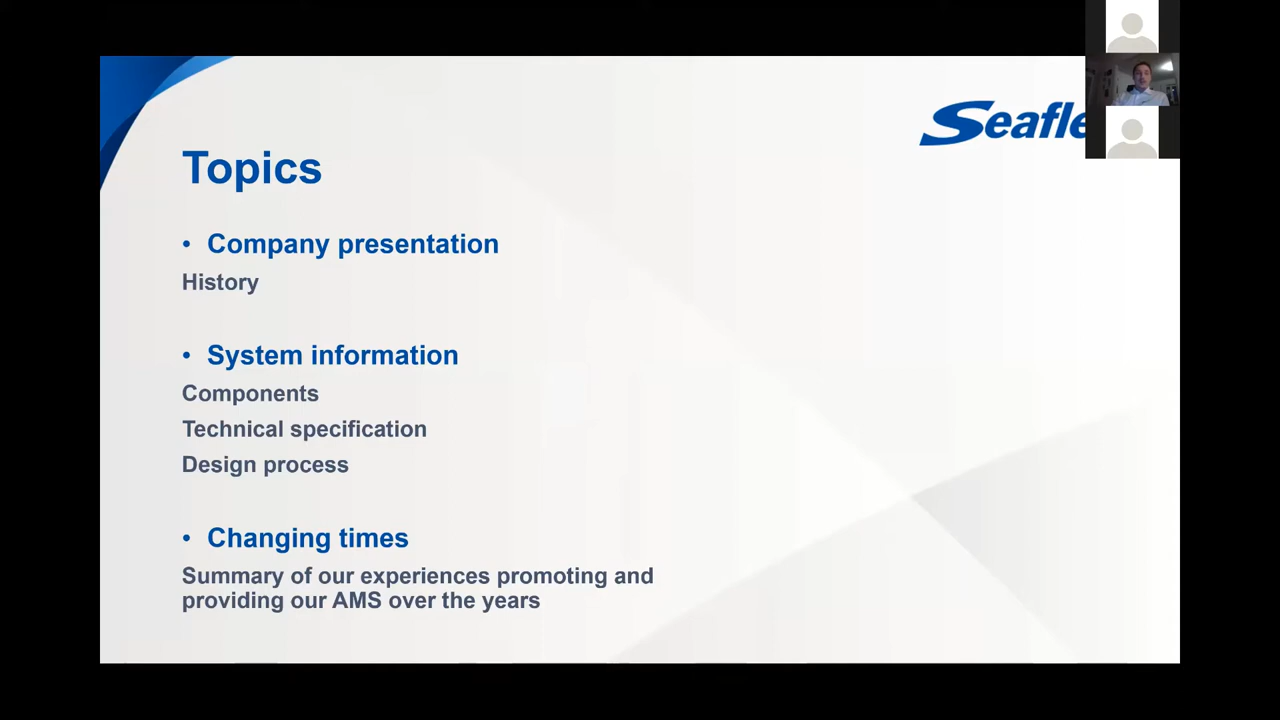 Seafle
Topics
• Company presentation
History
• System information
Components
Technical specification
Design process
• Changing times
Summary of our experiences promoting and
providing our AMS over the years